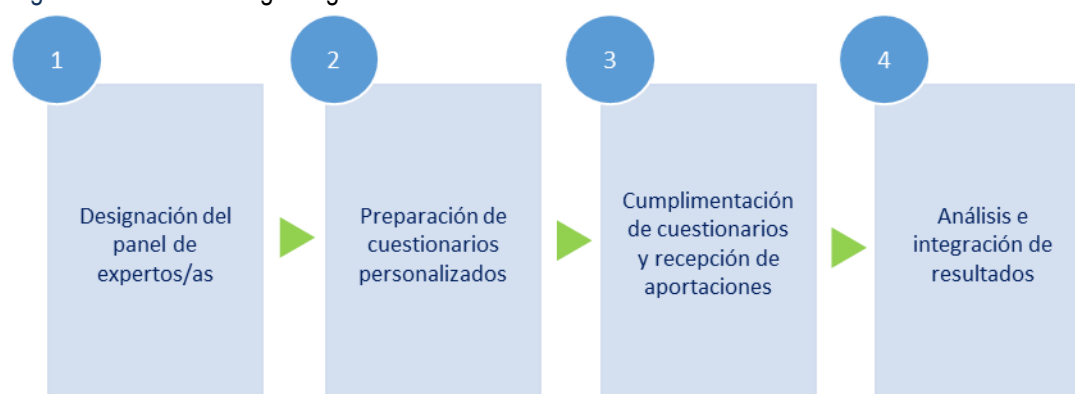 1
Designación del
panel de
expertos/as
2
Preparación de
cuestionarios
personalizados
3
Cumplimentación
de cuestionarios
y recepción de
aportaciones
4
Análisis e
integración de
resultados